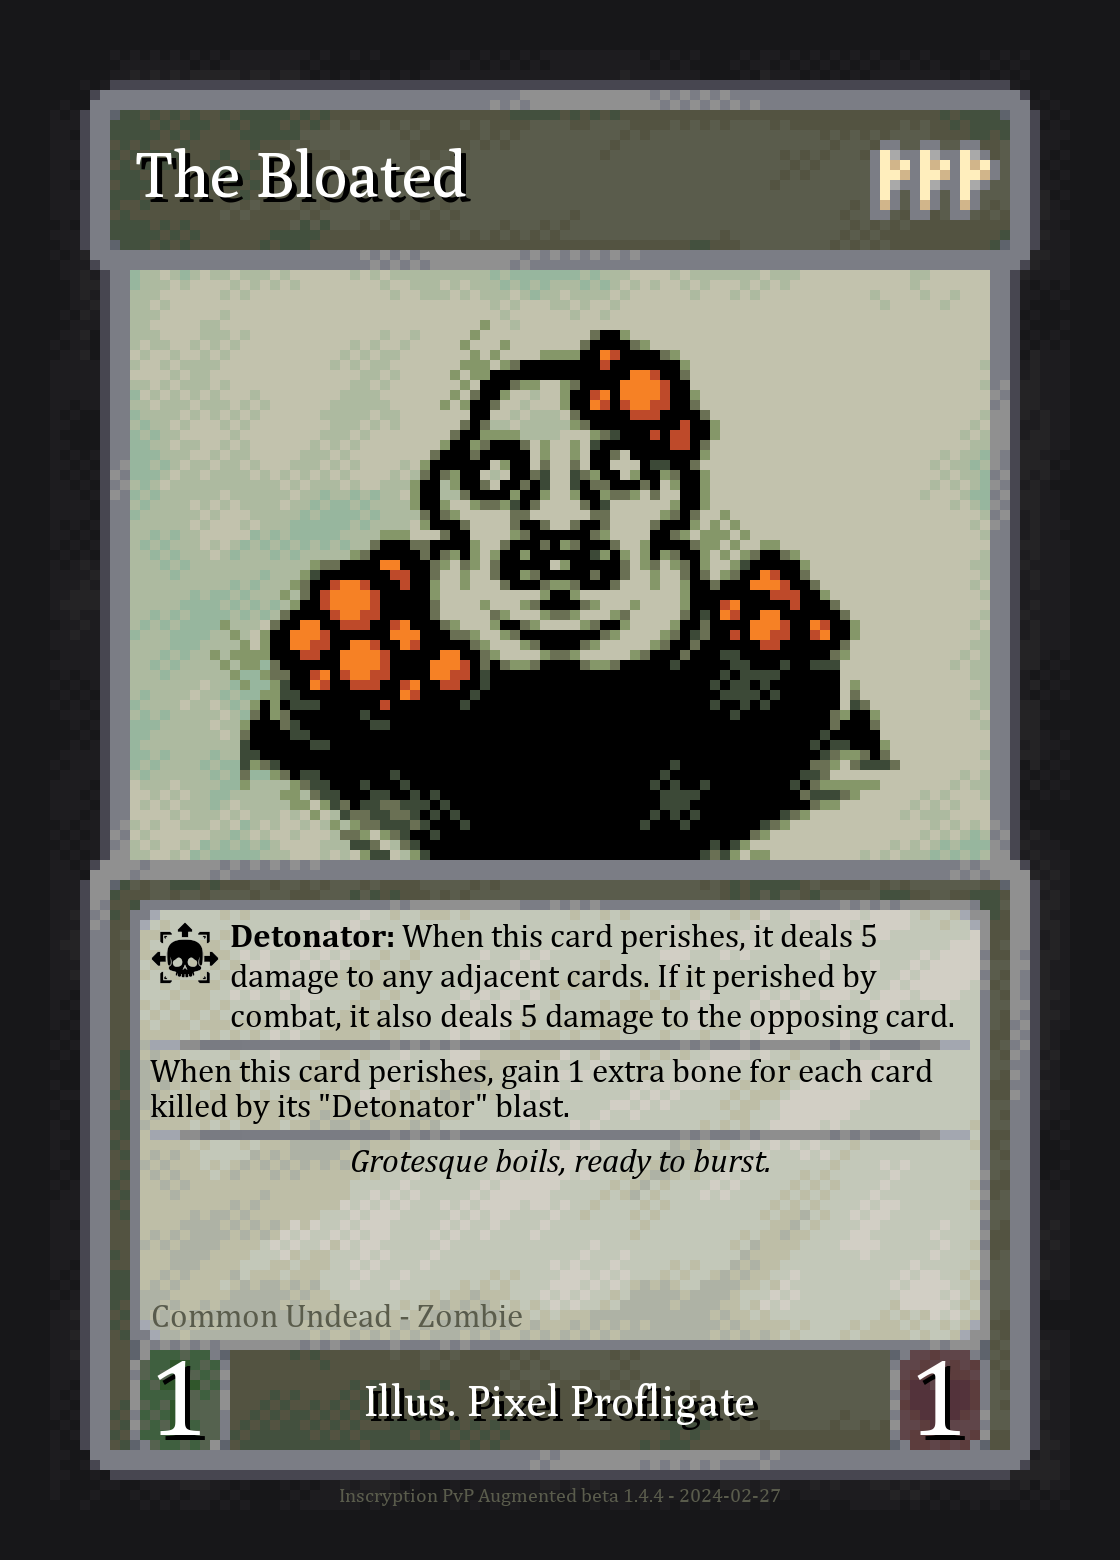 The Bloated
Detonator: When this card perishes, it deals 5
damage to any adjacent cards. If it perished by
combat, it also deals 5 damage to the opposing card.
When this card perishes, gain 1 extra bone for each card
killed by its "Detonator" blast.
Grotesque boils, ready to burst.
Common Undead - Zombie
1 Illus. Pixel Profligate 1
Inscryption PvP Augmented beta 1.4.4 - 2024-02-27